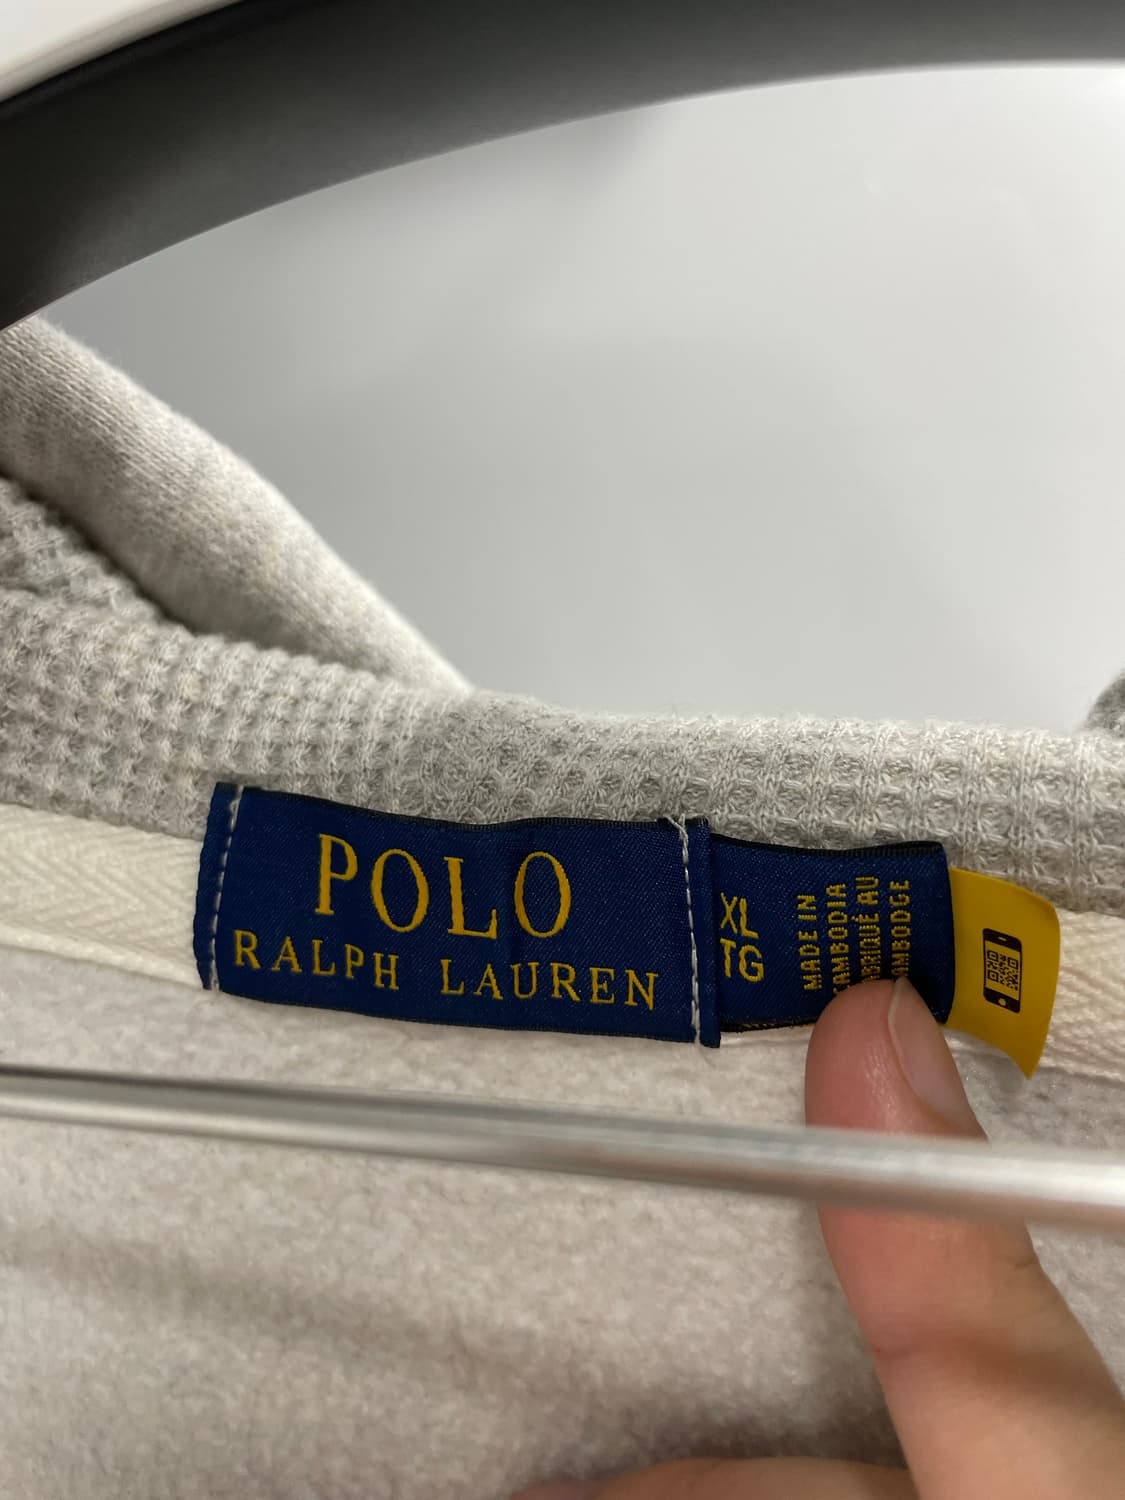 POLO
RALPH LAUREN
XL
TG
MADE IN
CAMBODIA
FABRIQUÉ AU
CAMBODGE